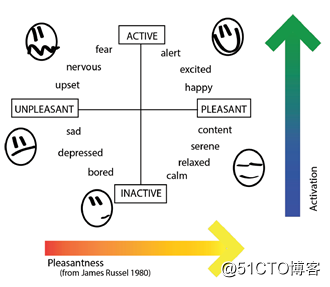 ACTIVE
fear
alert
nervous
excited
upset
happy
UNPLEASANT
PLEASANT
sad
content
serene
depressed
relaxed
bored
calm
INACTIVE
Activation
Pleasantness
(from James Russel 1980)
@51CTO博客